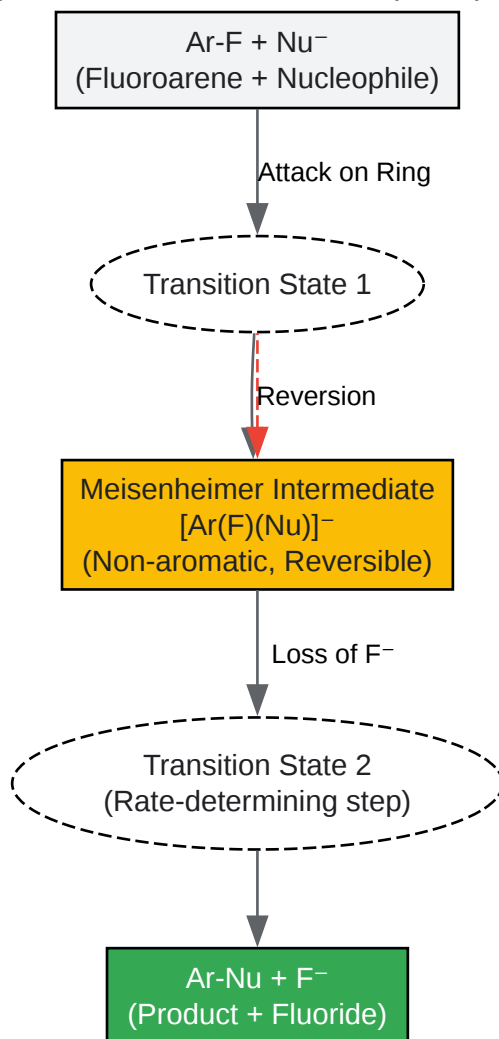 Ar-F + Nu⁻
(Fluoroarene + Nucleophile)
Attack on Ring
Transition State 1
Reversion
Meisenheimer Intermediate
[Ar(F)(Nu)]⁻
(Non-aromatic, Reversible)
Loss of F⁻
Transition State 2
(Rate-determining step)
Ar-Nu + F⁻
(Product + Fluoride)